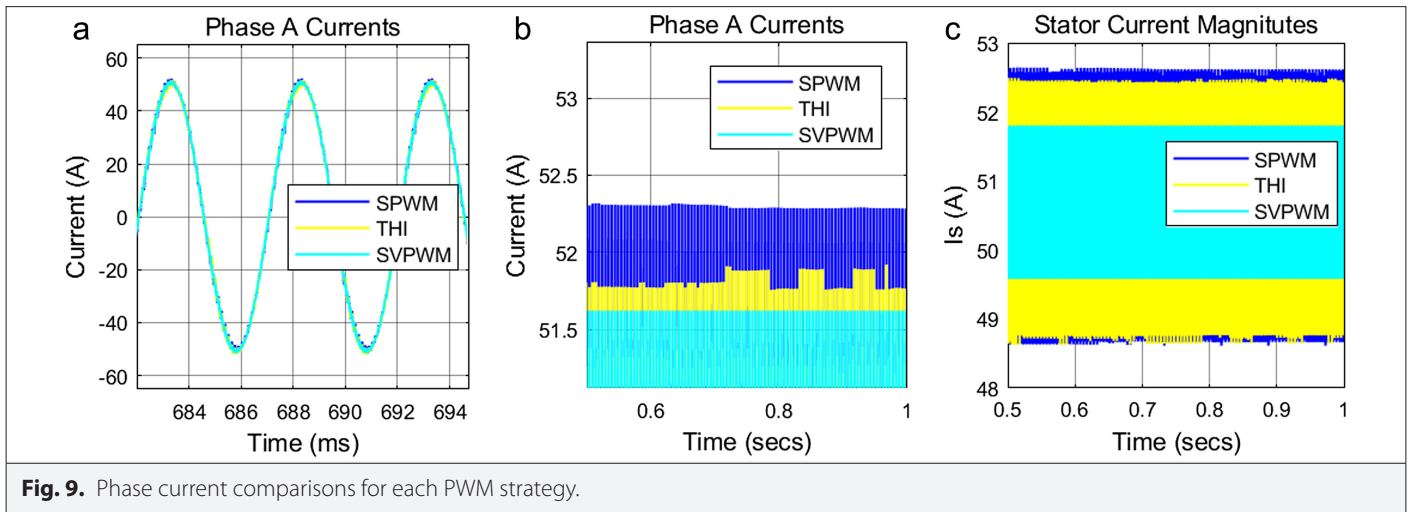 a
Phase A Currents
60
40
20
0
-20
-40
-60
Current (A)
684 686 688 690 692 694
Time (ms)
SPWM
THI
SVPWM
b
Phase A Currents
53
52.5
52
51.5
Current (A)
0.6 0.8 1
Time (secs)
SPWM
THI
SVPWM
c
Stator Current Magnitutes
53
52
51
50
49
48
Is (A)
0.5 0.6 0.7 0.8 0.9 1
Time (secs)
SPWM
THI
SVPWM
Fig. 9. Phase current comparisons for each PWM strategy.